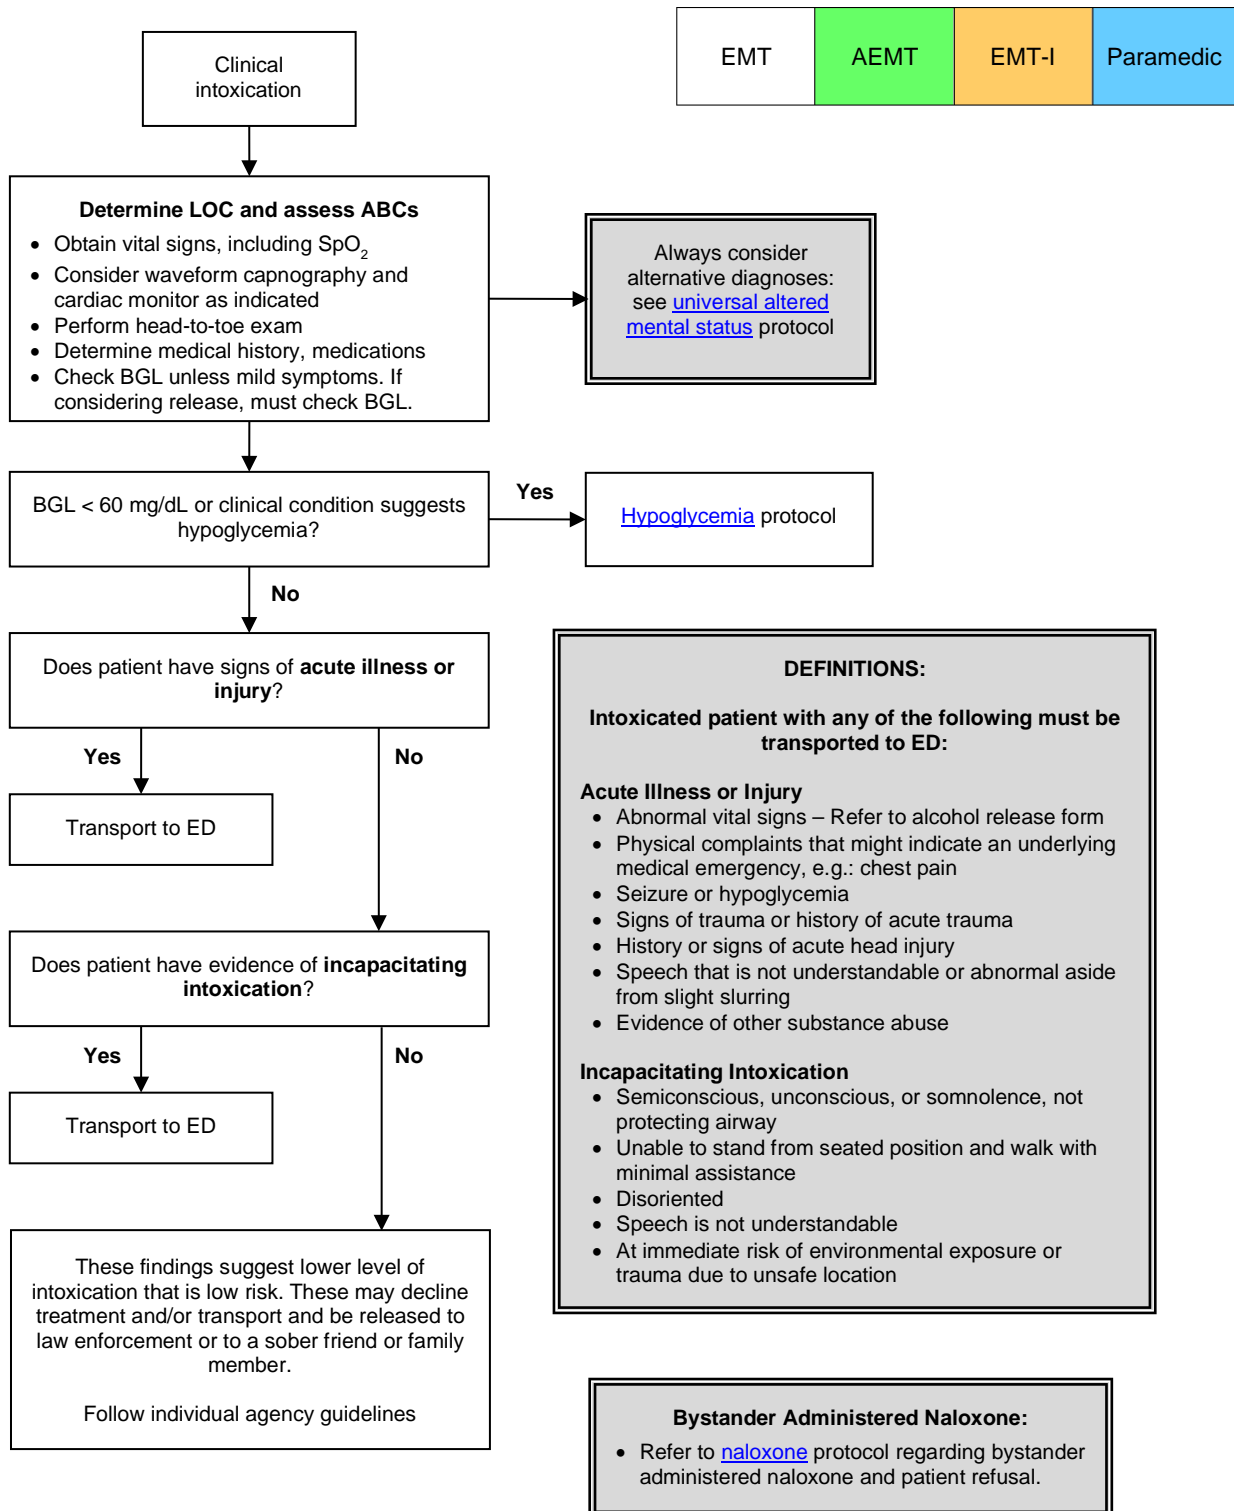 EMT
AEMT
EMT-I
Paramedic
Clinical
intoxication
Determine LOC and assess ABCs
• Obtain vital signs, including SpO2
• Consider waveform capnography and
cardiac monitor as indicated
• Perform head-to-toe exam
• Determine medical history, medications
• Check BGL unless mild symptoms. If
considering release, must check BGL.
Always consider
alternative diagnoses:
see universal altered
mental status protocol
BGL < 60 mg/dL or clinical condition suggests
hypoglycemia?
Yes
Hypoglycemia protocol
No
Does patient have signs of acute illness or
injury?
Yes
No
Transport to ED
Does patient have evidence of incapacitating
intoxication?
Yes
No
Transport to ED
These findings suggest lower level of
intoxication that is low risk. These may decline
treatment and/or transport and be released to
law enforcement or to a sober friend or family
member.
Follow individual agency guidelines
DEFINITIONS:
Intoxicated patient with any of the following must be
transported to ED:
Acute Illness or Injury
• Abnormal vital signs – Refer to alcohol release form
• Physical complaints that might indicate an underlying
medical emergency, e.g.: chest pain
• Seizure or hypoglycemia
• Signs of trauma or history of acute trauma
• History or signs of acute head injury
• Speech that is not understandable or abnormal aside
from slight slurring
• Evidence of other substance abuse
Incapacitating Intoxication
• Semiconscious, unconscious, or somnolence, not
protecting airway
• Unable to stand from seated position and walk with
minimal assistance
• Disoriented
• Speech is not understandable
• At immediate risk of environmental exposure or
trauma due to unsafe location
Bystander Administered Naloxone:
• Refer to naloxone protocol regarding bystander
administered naloxone and patient refusal.